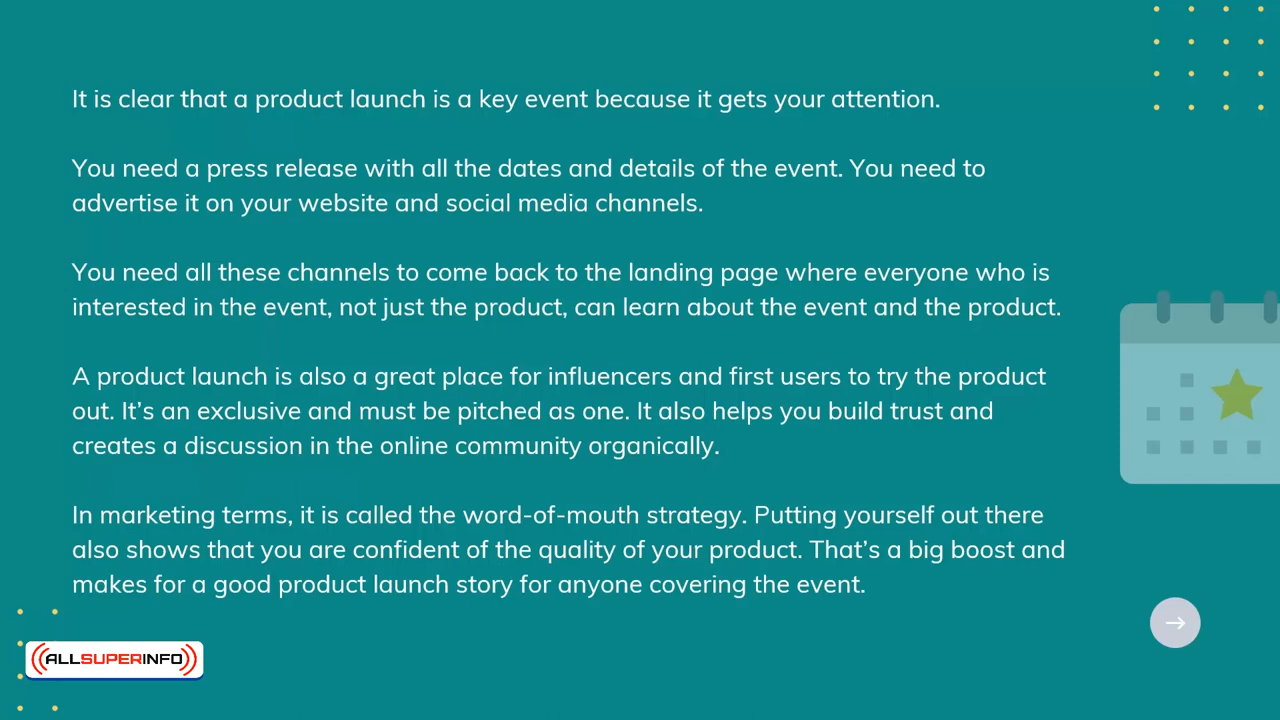 It is clear that a product launch is a key event because it gets your attention.
You need a press release with all the dates and details of the event. You need to
advertise it on your website and social media channels.
You need all these channels to come back to the landing page where everyone who is
interested in the event, not just the product, can learn about the event and the product.
A product launch is also a great place for influencers and first users to try the product
out. It’s an exclusive and must be pitched as one. It also helps you build trust and
creates a discussion in the online community organically.
In marketing terms, it is called the word-of-mouth strategy. Putting yourself out there
also shows that you are confident of the quality of your product. That’s a big boost and
makes for a good product launch story for anyone covering the event.
ALLSUPERINFO